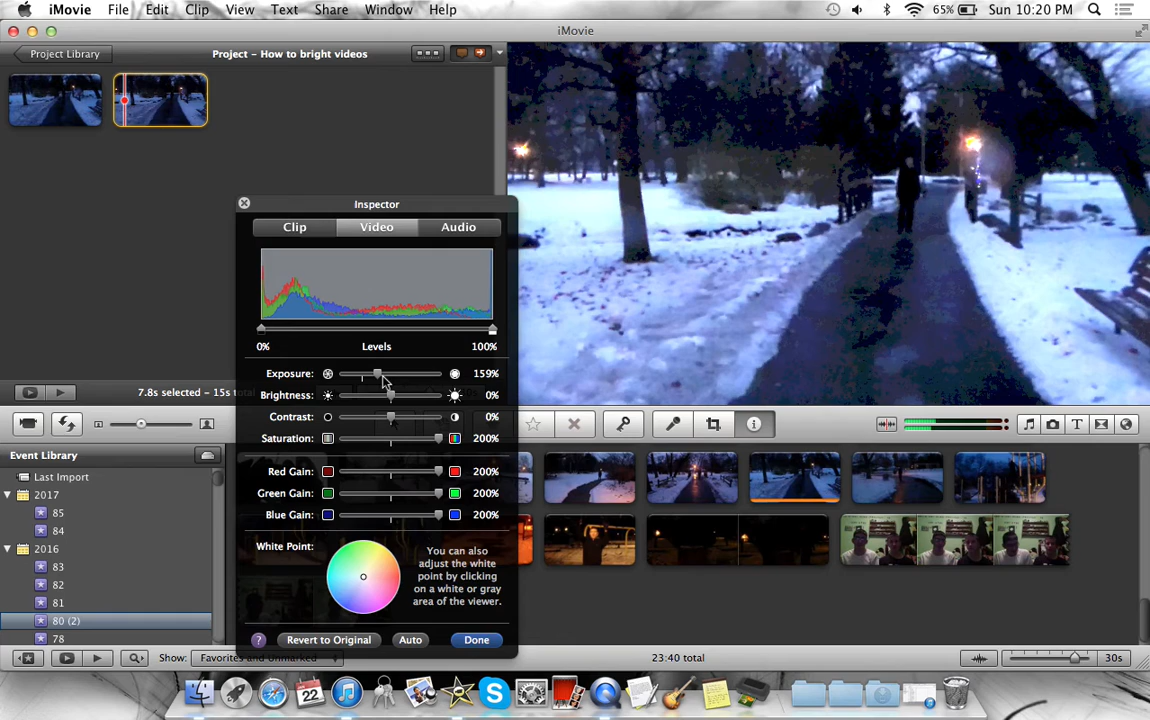 iMovie File Edit Clip View Text Share Window Help 65% Sun 10:20 PM
iMovie
Project Library Project – How to bright videos
Inspector
Clip Video Audio
0% Levels 100%
Exposure: 159%
Brightness: 0%
Contrast: 0%
Saturation: 200%
Red Gain: 200%
Green Gain: 200%
Blue Gain: 200%
White Point:
You can also
adjust the white
point by clicking
on a white or gray
area of the viewer.
? Revert to Original Auto Done
7.8s selected – 15s
Event Library
Last Import
2017
85
84
2016
83
82
81
80 (2)
78
Show: Favorites and Unmarked 23:40 total 30s
22